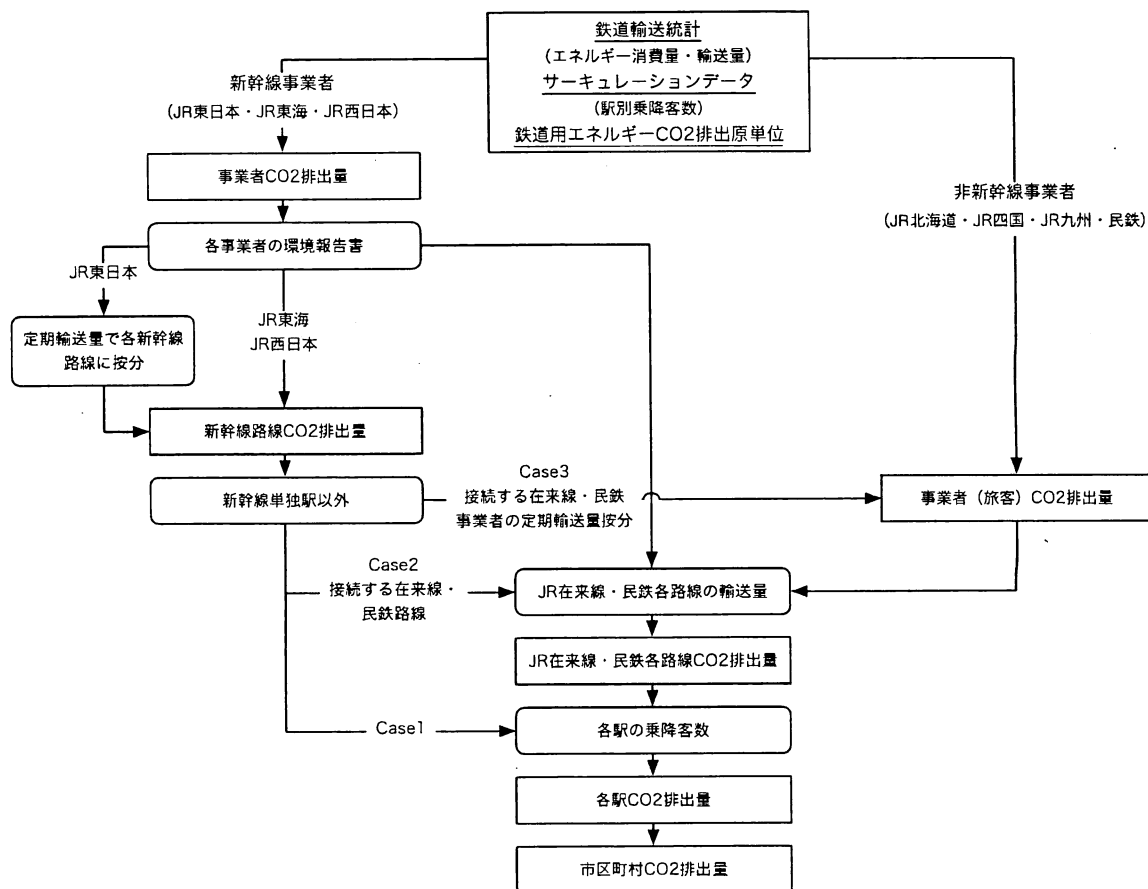 鉄道輸送統計
(エネルギー消費量・輸送量)
サーキュレーションデータ
(駅別乗降客数)
鉄道用エネルギーCO2排出原単位
新幹線事業者
(JR東日本・JR東海・JR西日本)
事業者CO2排出量
非新幹線事業者
(JR北海道・JR四国・JR九州・民鉄)
各事業者の環境報告書
JR東日本
JR東海
JR西日本
定期輸送量で各新幹線
路線に按分
新幹線路線CO2排出量
新幹線単独駅以外
Case3
接続する在来線・民鉄
事業者の定期輸送量按分
事業者(旅客)CO2排出量
Case2
接続する在来線・
民鉄路線
JR在来線・民鉄各路線の輸送量
JR在来線・民鉄各路線CO2排出量
Case1
各駅の乗降客数
各駅CO2排出量
市区町村CO2排出量